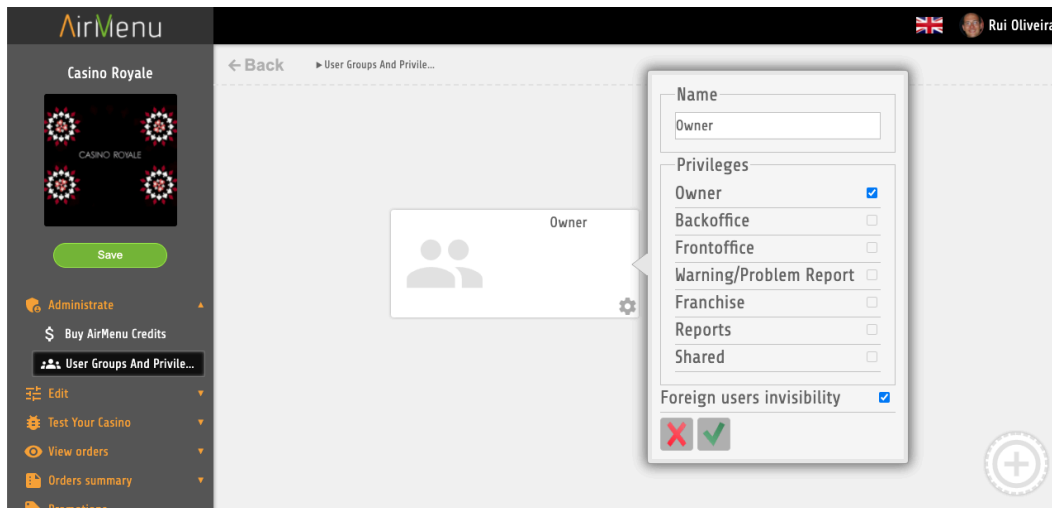 AirMenu
Rui Oliveira
Casino Royale
CASINO ROYALE
Save
Administrate
Buy AirMenu Credits
User Groups And Privile...
Edit
Test Your Casino
View orders
Orders summary
Promotions
Back
User Groups And Privile...
Owner
Name
Owner
Privileges
Owner
Backoffice
Frontoffice
Warning/Problem Report
Franchise
Reports
Shared
Foreign users invisibility